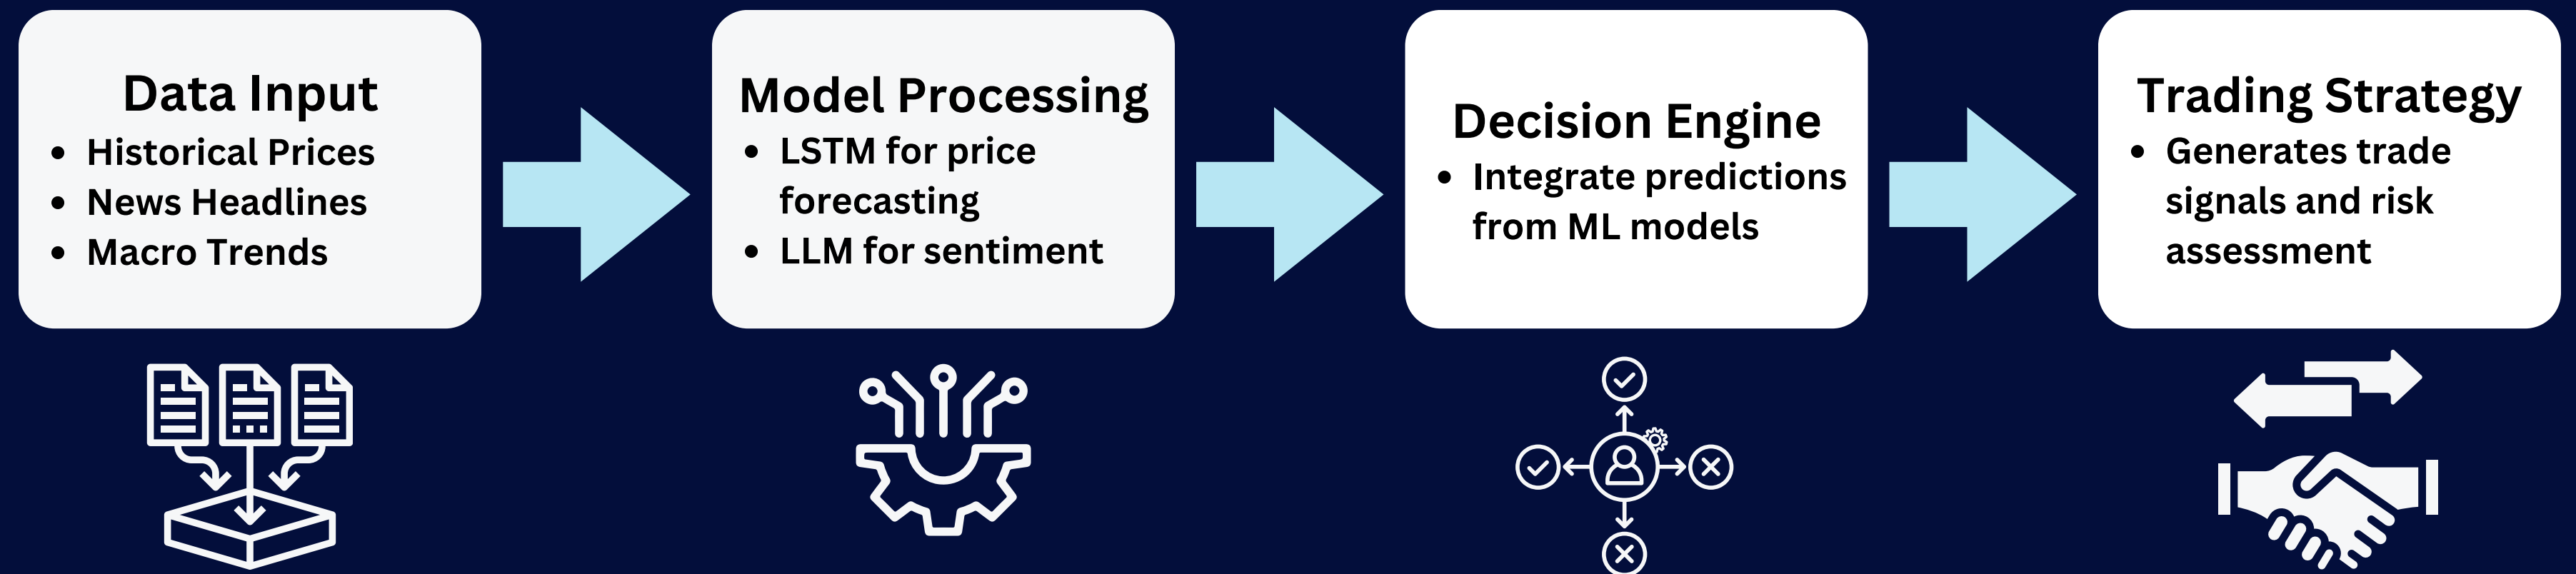 Data Input
• Historical Prices
• News Headlines
• Macro Trends
Model Processing
• LSTM for price
forecasting
• LLM for sentiment
Decision Engine
• Integrate predictions
from ML models
Trading Strategy
• Generates trade
signals and risk
assessment